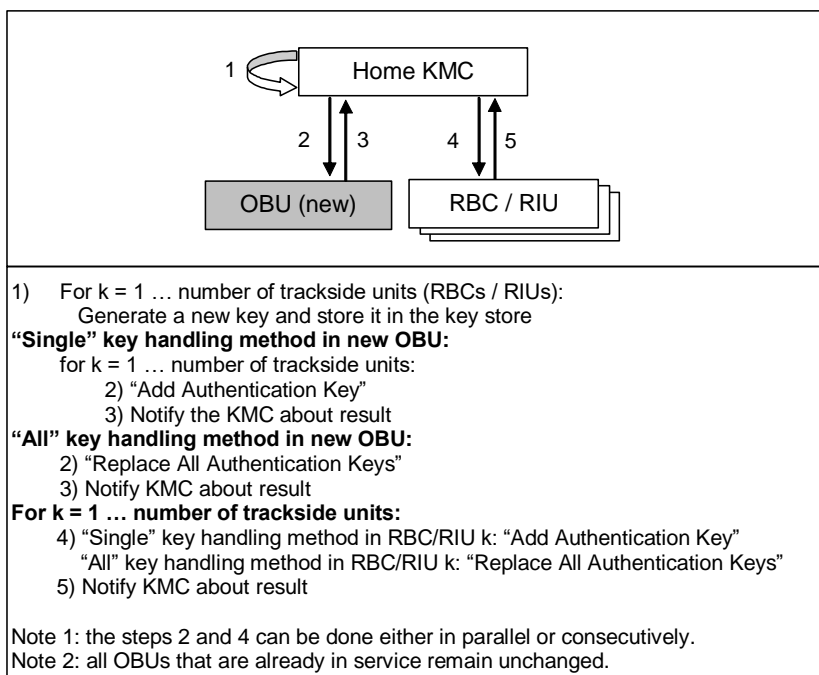 1
Home KMC
2
3
4
5
OBU (new)
RBC / RIU
1) For k = 1 … number of trackside units (RBCs / RIUs):
Generate a new key and store it in the key store
“Single” key handling method in new OBU:
for k = 1 … number of trackside units:
2) “Add Authentication Key”
3) Notify the KMC about result
“All” key handling method in new OBU:
2) “Replace All Authentication Keys”
3) Notify KMC about result
For k = 1 … number of trackside units:
4) “Single” key handling method in RBC/RIU k: “Add Authentication Key”
“All” key handling method in RBC/RIU k: “Replace All Authentication Keys”
5) Notify KMC about result
Note 1: the steps 2 and 4 can be done either in parallel or consecutively.
Note 2: all OBUs that are already in service remain unchanged.